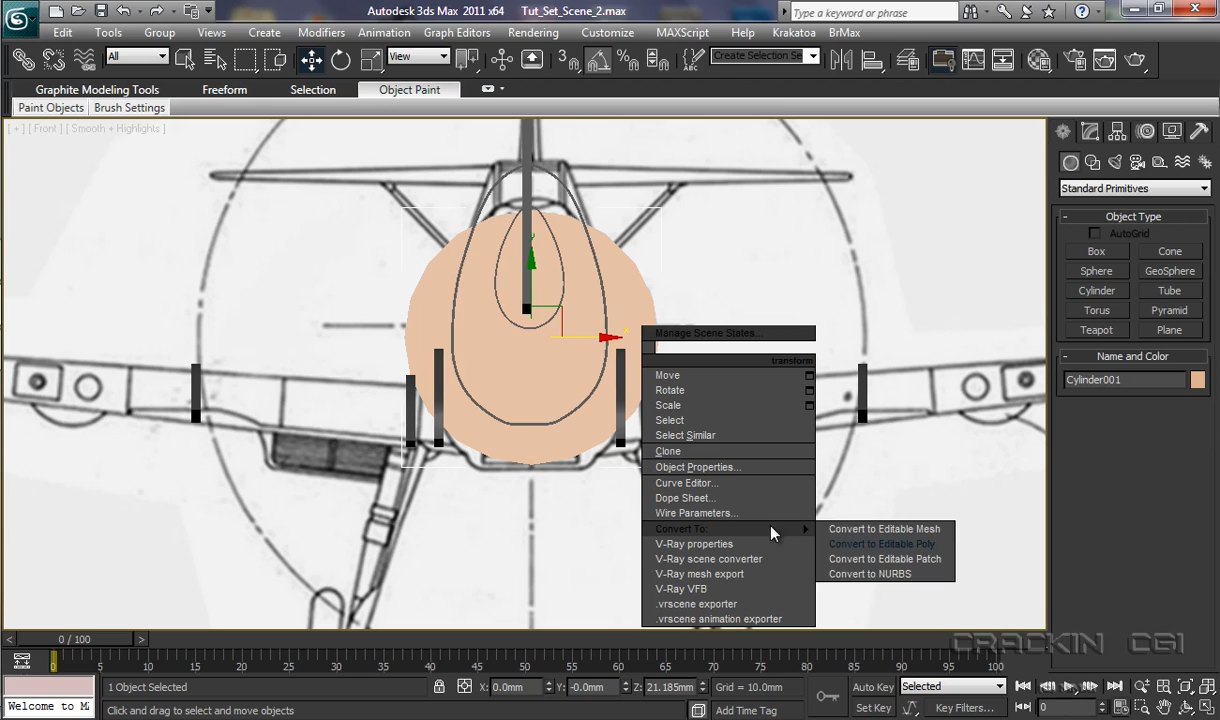 Autodesk 3ds Max 2011 x64 Tut_Set_Scene_2.max
Type a keyword or phrase
Edit Tools Group Views Create Modifiers Animation Graph Editors Rendering Customize MAXScript Help Krakatoa BrMax
All
View
Create Selection Se
Graphite Modeling Tools Freeform Selection Object Paint
Paint Objects Brush Settings
[ + ] [ Front ] [ Smooth + Highlights ]
Standard Primitives
- Object Type
AutoGrid
Box Cone
Sphere GeoSphere
Cylinder Tube
Torus Pyramid
Teapot Plane
- Name and Color
Cylinder001
y
x
Manage Scene States...
transform
Move
Rotate
Scale
Select
Select Similar
Clone
Object Properties...
Curve Editor...
Dope Sheet...
Wire Parameters...
Convert To:
V-Ray properties
V-Ray scene converter
V-Ray mesh export
V-Ray VFB
.vrscene exporter
.vrscene animation exporter
Convert to Editable Mesh
Convert to Editable Poly
Convert to Editable Patch
Convert to NURBS
< 0 / 100 >
CRACKIN CGI
0 5 10 15 20 25 30 35 40 45 50 55 60 65 70 75 80 85 90 95 100
1 Object Selected X: 0.0mm Y: -0.0mm Z: 21.185mm Grid = 10.0mm Auto Key Selected
Welcome to MA Click and drag to select and move objects Add Time Tag Set Key Key Filters... 0